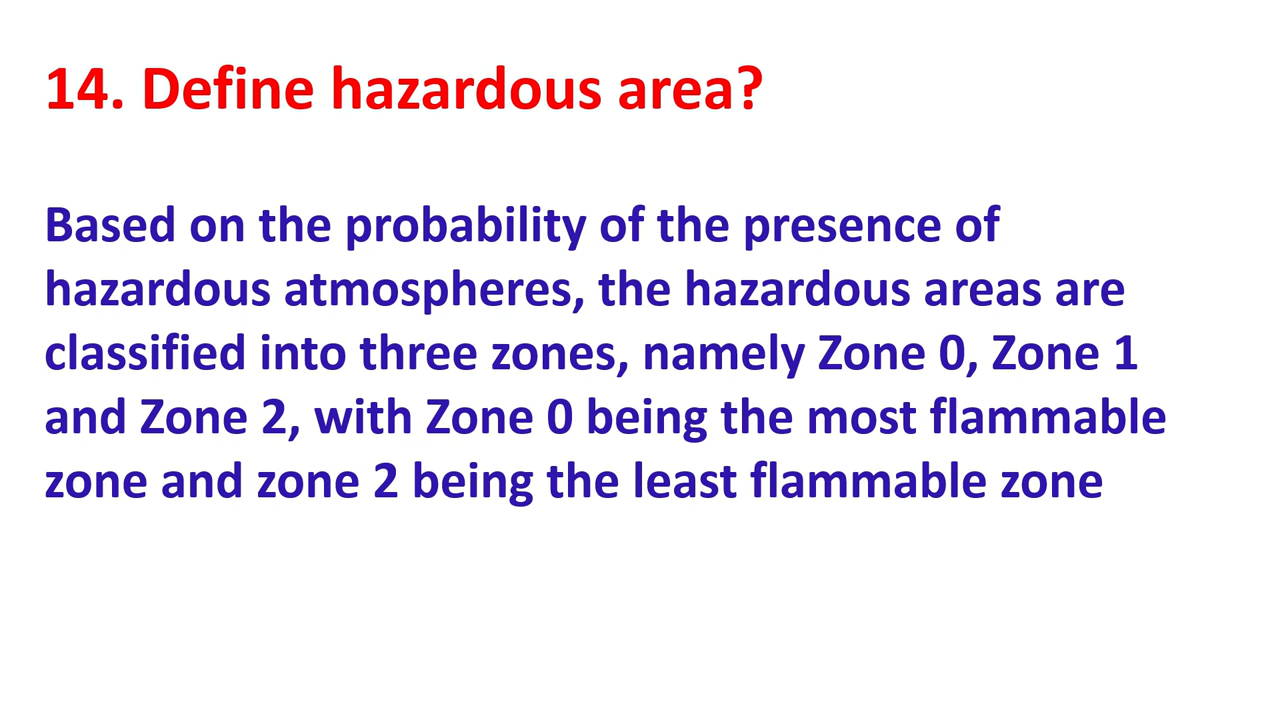 14. Define hazardous area?
Based on the probability of the presence of
hazardous atmospheres, the hazardous areas are
classified into three zones, namely Zone 0, Zone 1
and Zone 2, with Zone 0 being the most flammable
zone and zone 2 being the least flammable zone